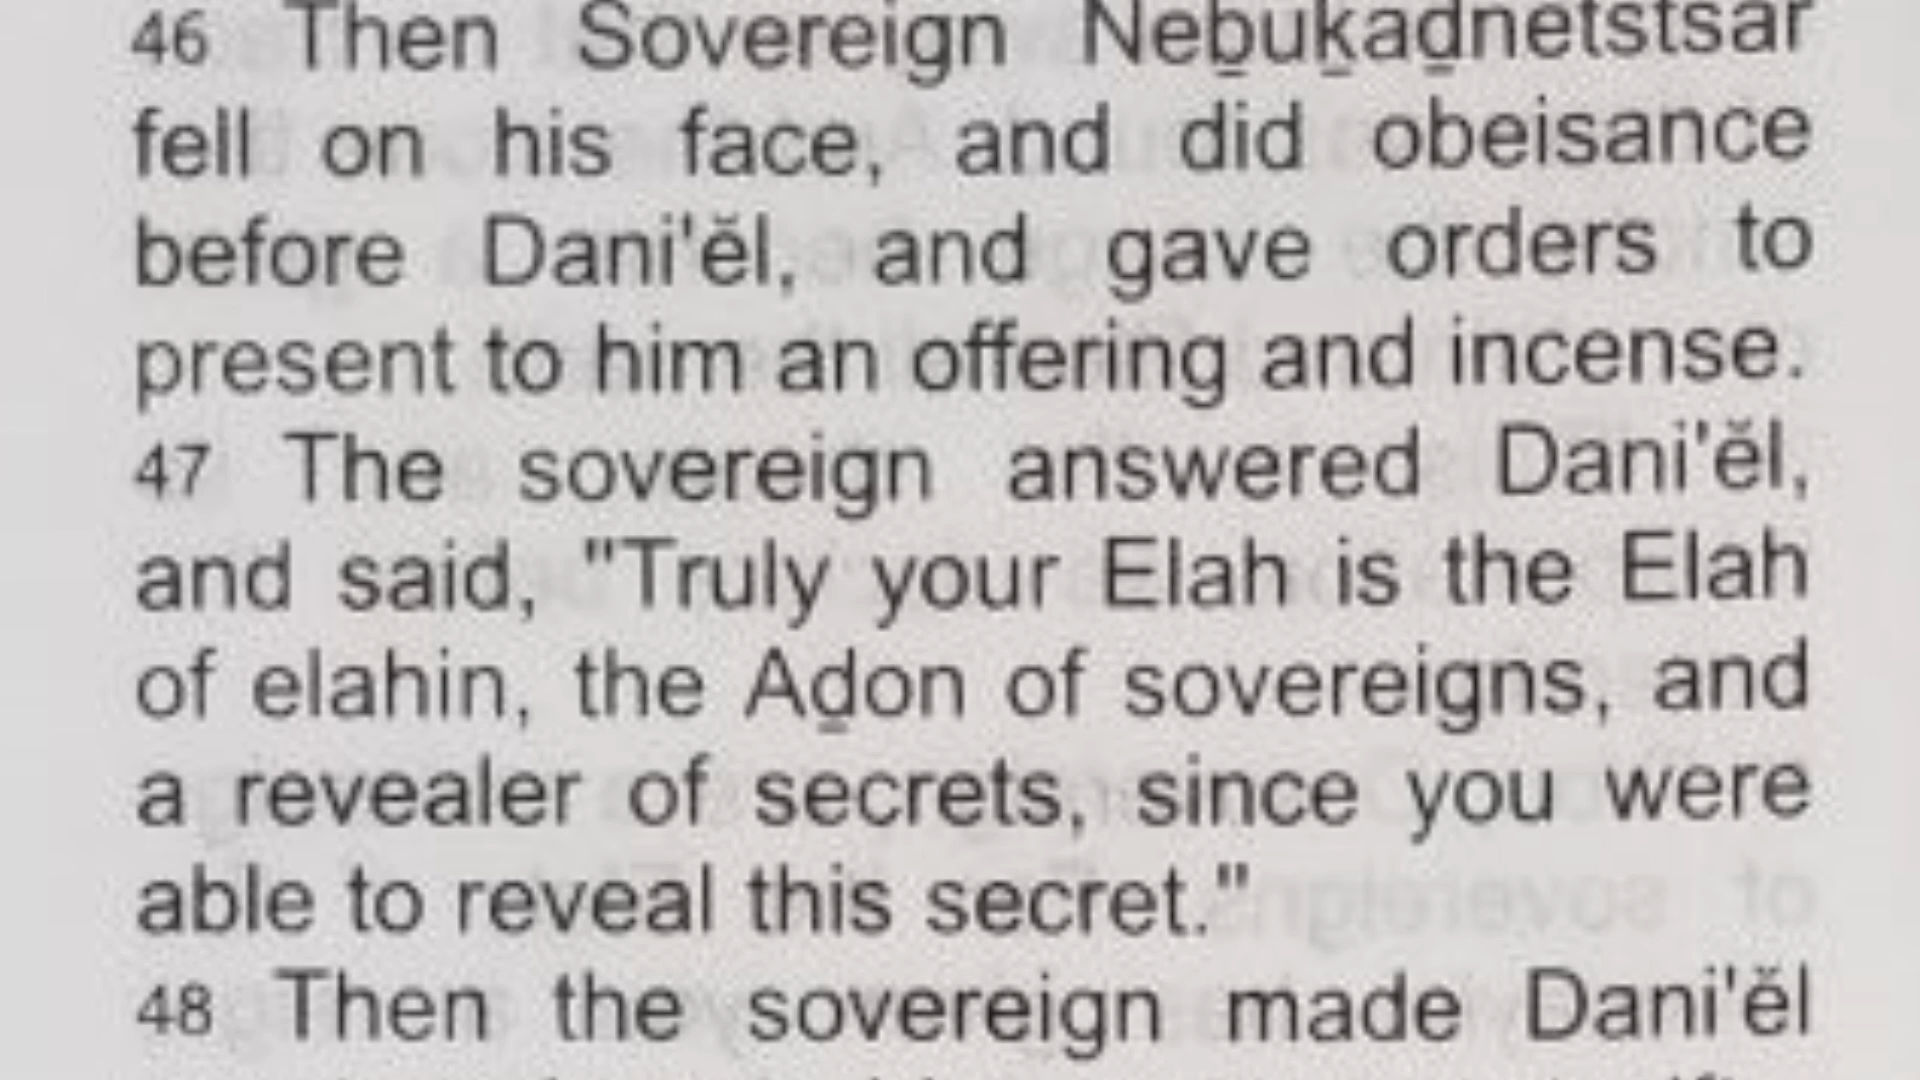 46 Then Sovereign Neḇuḵaḏnetstsar
fell on his face, and did obeisance
before Dani'ĕl, and gave orders to
present to him an offering and incense.
47 The sovereign answered Dani'ĕl,
and said, "Truly your Elah is the Elah
of elahin, the Aḏon of sovereigns, and
a revealer of secrets, since you were
able to reveal this secret."
48 Then the sovereign made Dani'ĕl